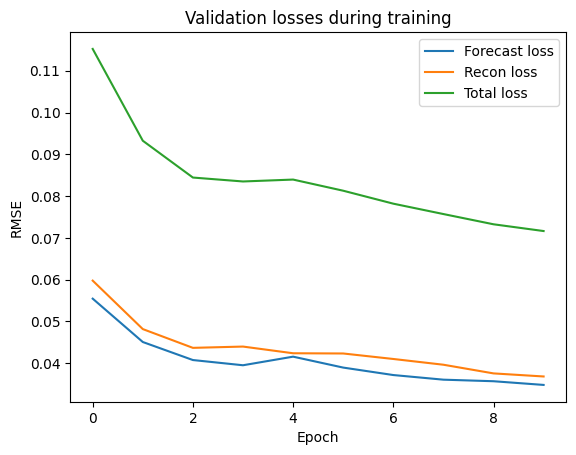 Validation losses during training
Forecast loss
Recon loss
Total loss
RMSE
0.11
0.10
0.09
0.08
0.07
0.06
0.05
0.04
0 2 4 6 8
Epoch